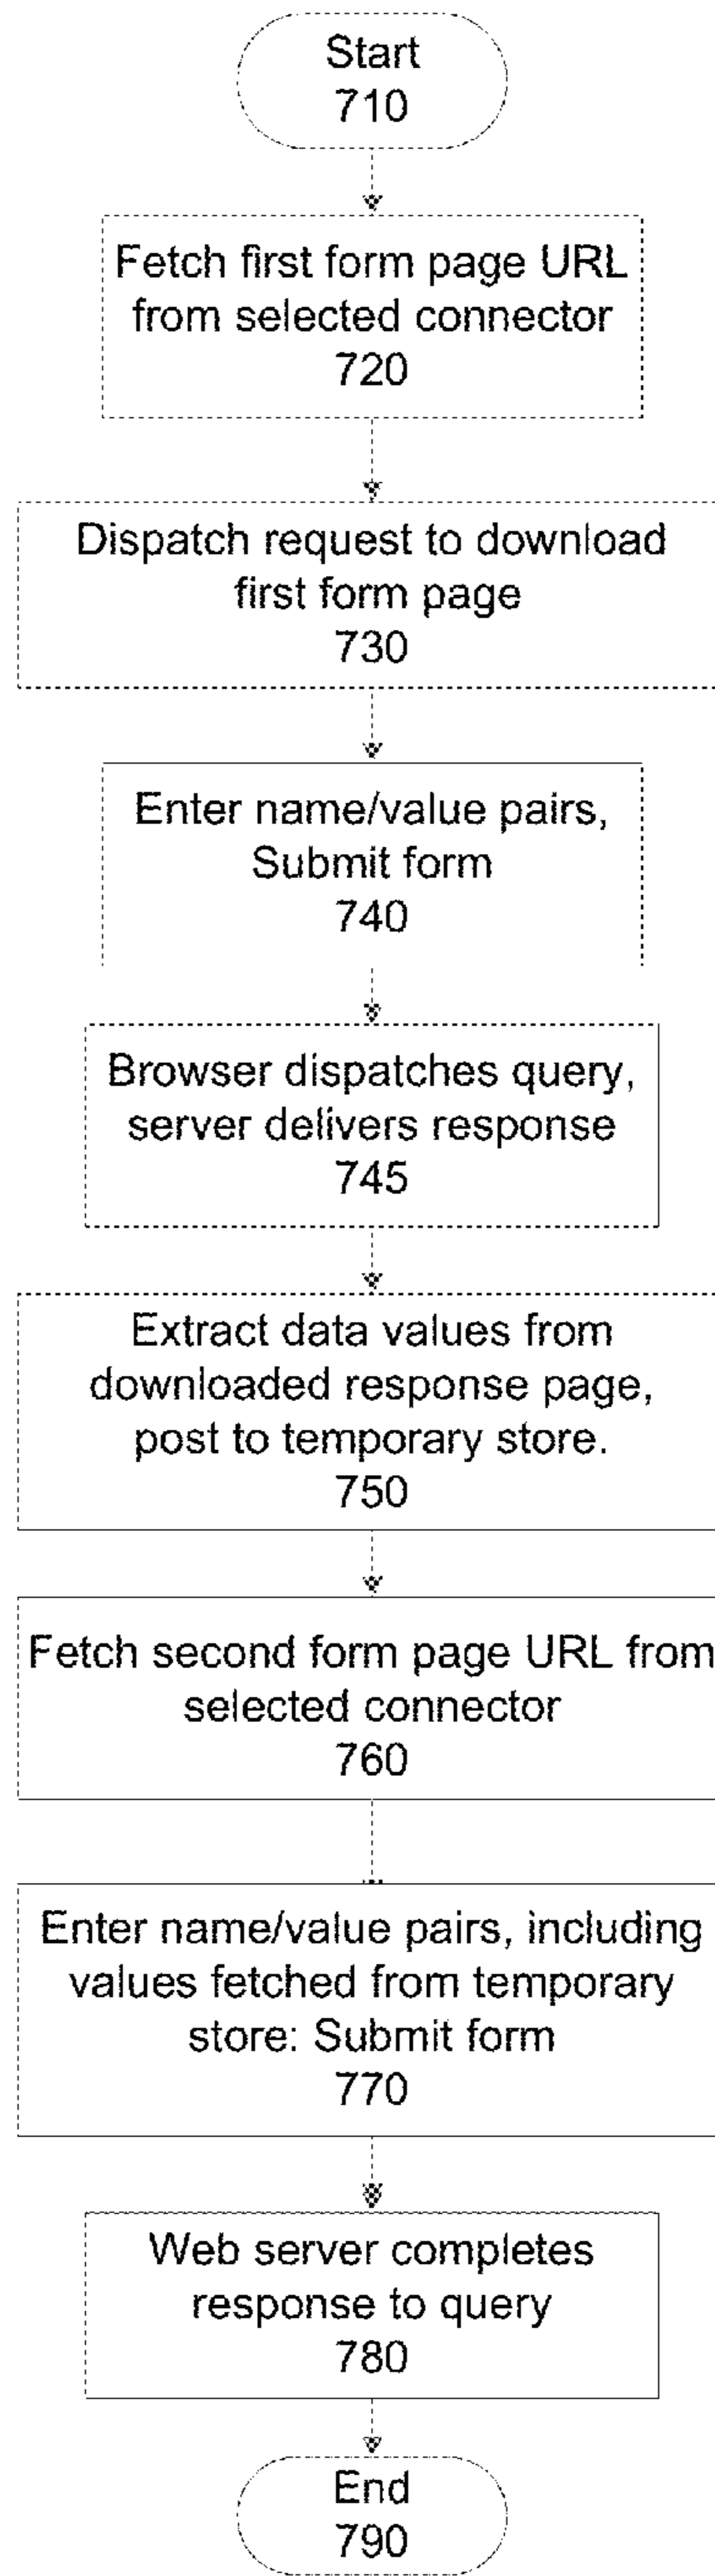 Start
710
Fetch first form page URL
from selected connector
720
Dispatch request to download
first form page
730
Enter name/value pairs,
Submit form
740
Browser dispatches query,
server delivers response
745
Extract data values from
downloaded response page,
post to temporary store.
750
Fetch second form page URL from
selected connector
760
Enter name/value pairs, including
values fetched from temporary
store: Submit form
770
Web server completes
response to query
780
End
790